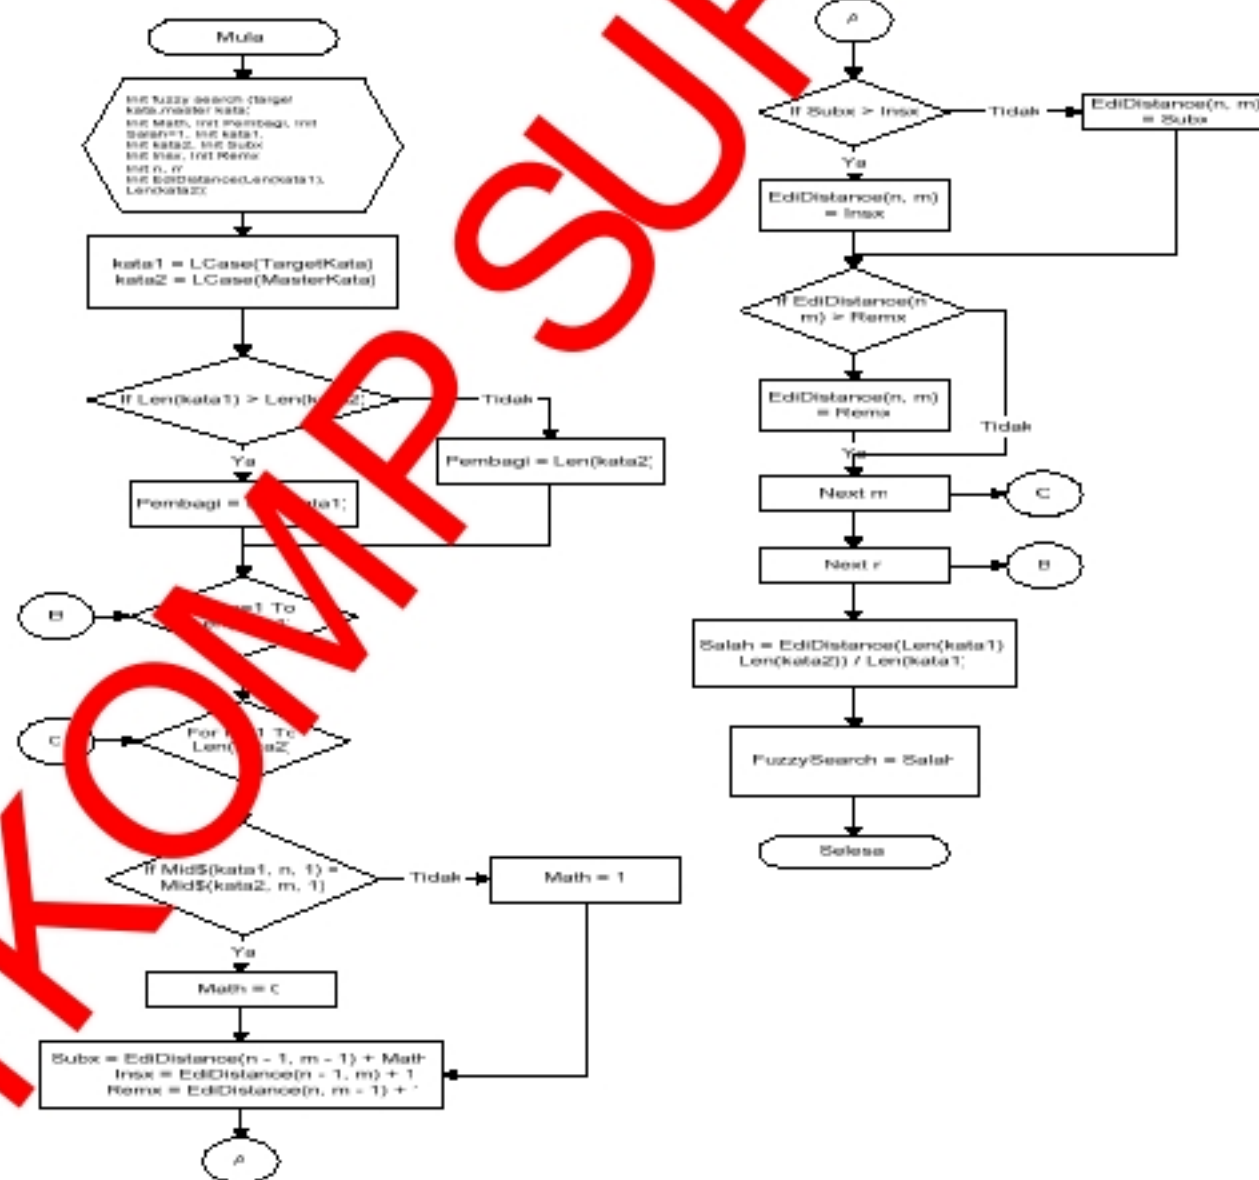 Mula
Init fuzzy search (target
kata,master kata;
Init Math, Init Pembagi, Init
Salah=1, Init kata1,
Init kata2, Init Subx
Init Insx, Init Remx
Init n, m
Init EdiDistance(Len(kata1),
Len(kata2);
kata1 = LCase(TargetKata)
kata2 = LCase(MasterKata)
If Len(kata1) >
Tidak
Ya
Pembagi = Len(kata2;
Pembagi =
B
To
C
For To
If Mid$(kata1, n, 1) =
Mid$(kata2, m, 1)
Tidak
Math = 1
Ya
Math =
Subx = EdiDistance(n - 1, m - 1) + Math
Insx = EdiDistance(n - 1, m) + 1
Remx = EdiDistance(n, m - 1) +
A
A
If Subx > Insx
Tidak
EdiDistance(n, m)
= Subx
Ya
EdiDistance(n, m)
= Insx
If EdiDistance(n
m) > Remx
EdiDistance(n, m)
= Remx
Tidak
Ya
Next m
C
Next
B
Salah = EdiDistance(Len(kata1)
Len(kata2)) / Len(kata1;
FuzzySearch = Salah
Selesa
KOMP